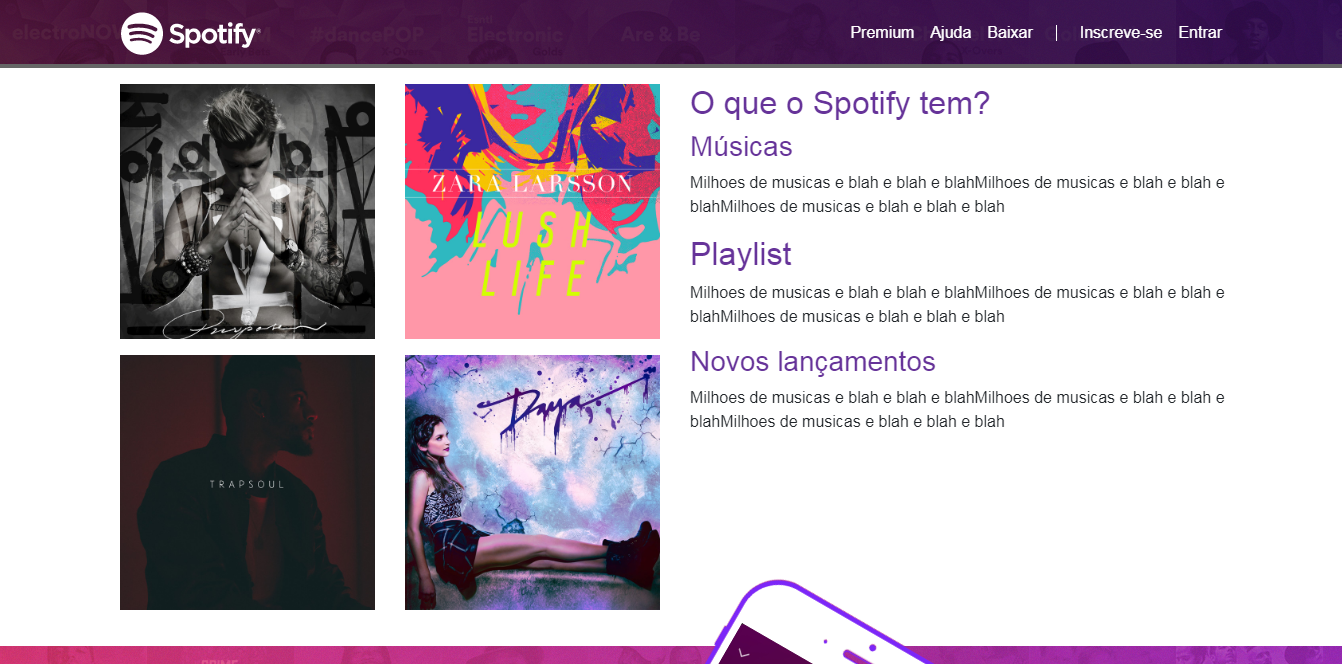 electroNOW
Spotify
#dancePOP
Electronic
Are & Be
Premium Ajuda Baixar | Inscreve-se Entrar
Purpose
ZARA LARSSON
LUSH
LIFE
TRAPSOUL
Daya
O que o Spotify tem?
Músicas
Milhoes de musicas e blah e blah e blahMilhoes de musicas e blah e blah e
blahMilhoes de musicas e blah e blah e blah
Playlist
Milhoes de musicas e blah e blah e blahMilhoes de musicas e blah e blah e
blahMilhoes de musicas e blah e blah e blah
Novos lançamentos
Milhoes de musicas e blah e blah e blahMilhoes de musicas e blah e blah e
blahMilhoes de musicas e blah e blah e blah